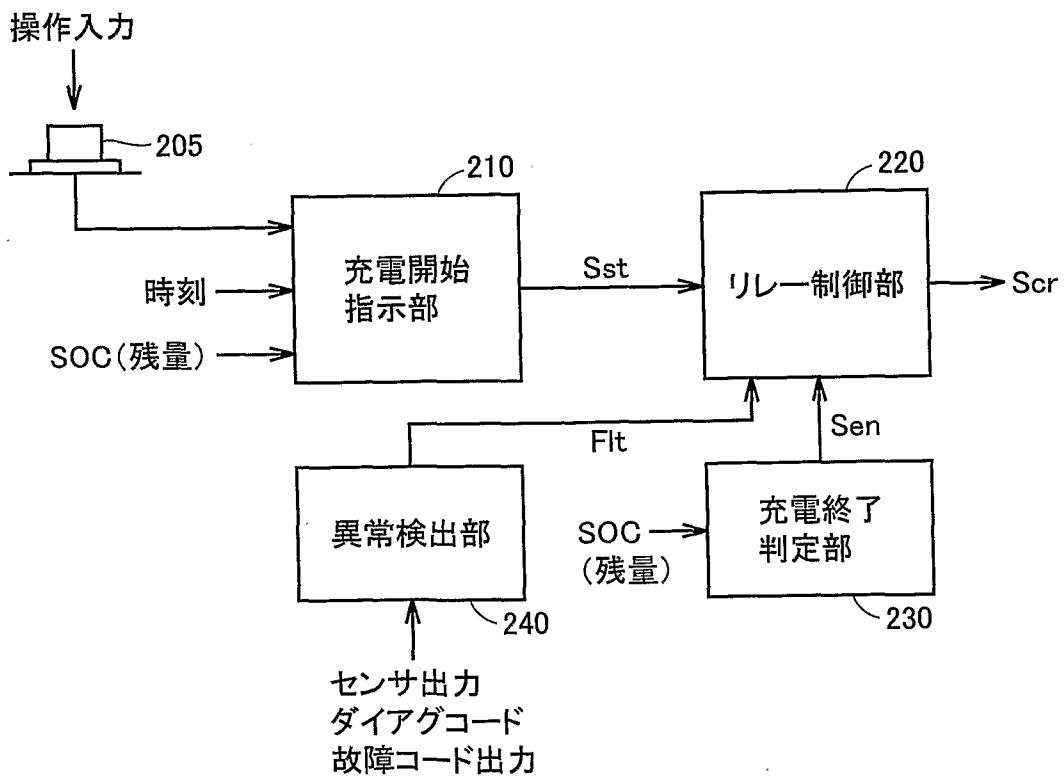 操作入力
205
210
220
充電開始
指示部
Sst
リレー制御部
Scr
時刻
SOC(残量)
Flt
Sen
異常検出部
240
SOC
(残量)
充電終了
判定部
230
センサ出力
ダイアグコード
故障コード出力